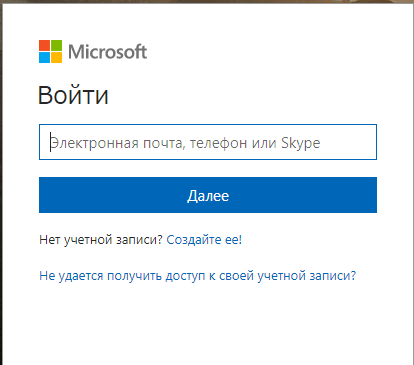 Microsoft
Войти
Электронная почта, телефон или Skype
Далее
Нет учетной записи? Создайте ее!
Не удается получить доступ к своей учетной записи?